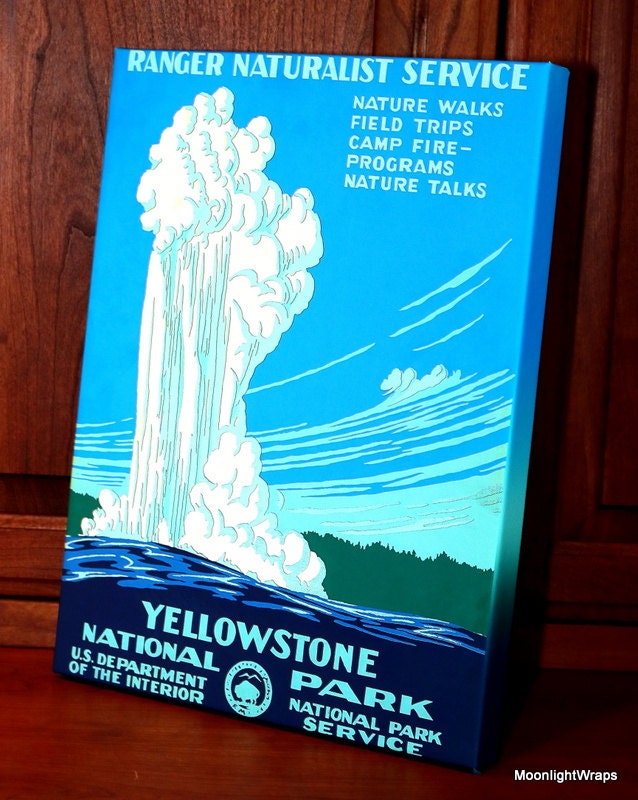 RANGER NATURALIST SERVICE
NATURE WALKS
FIELD TRIPS
CAMP FIRE-
PROGRAMS
NATURE TALKS
YELLOWSTONE
NATIONAL PARK
U.S. DEPARTMENT
OF THE INTERIOR
NATIONAL PARK
SERVICE
MoonlightWraps